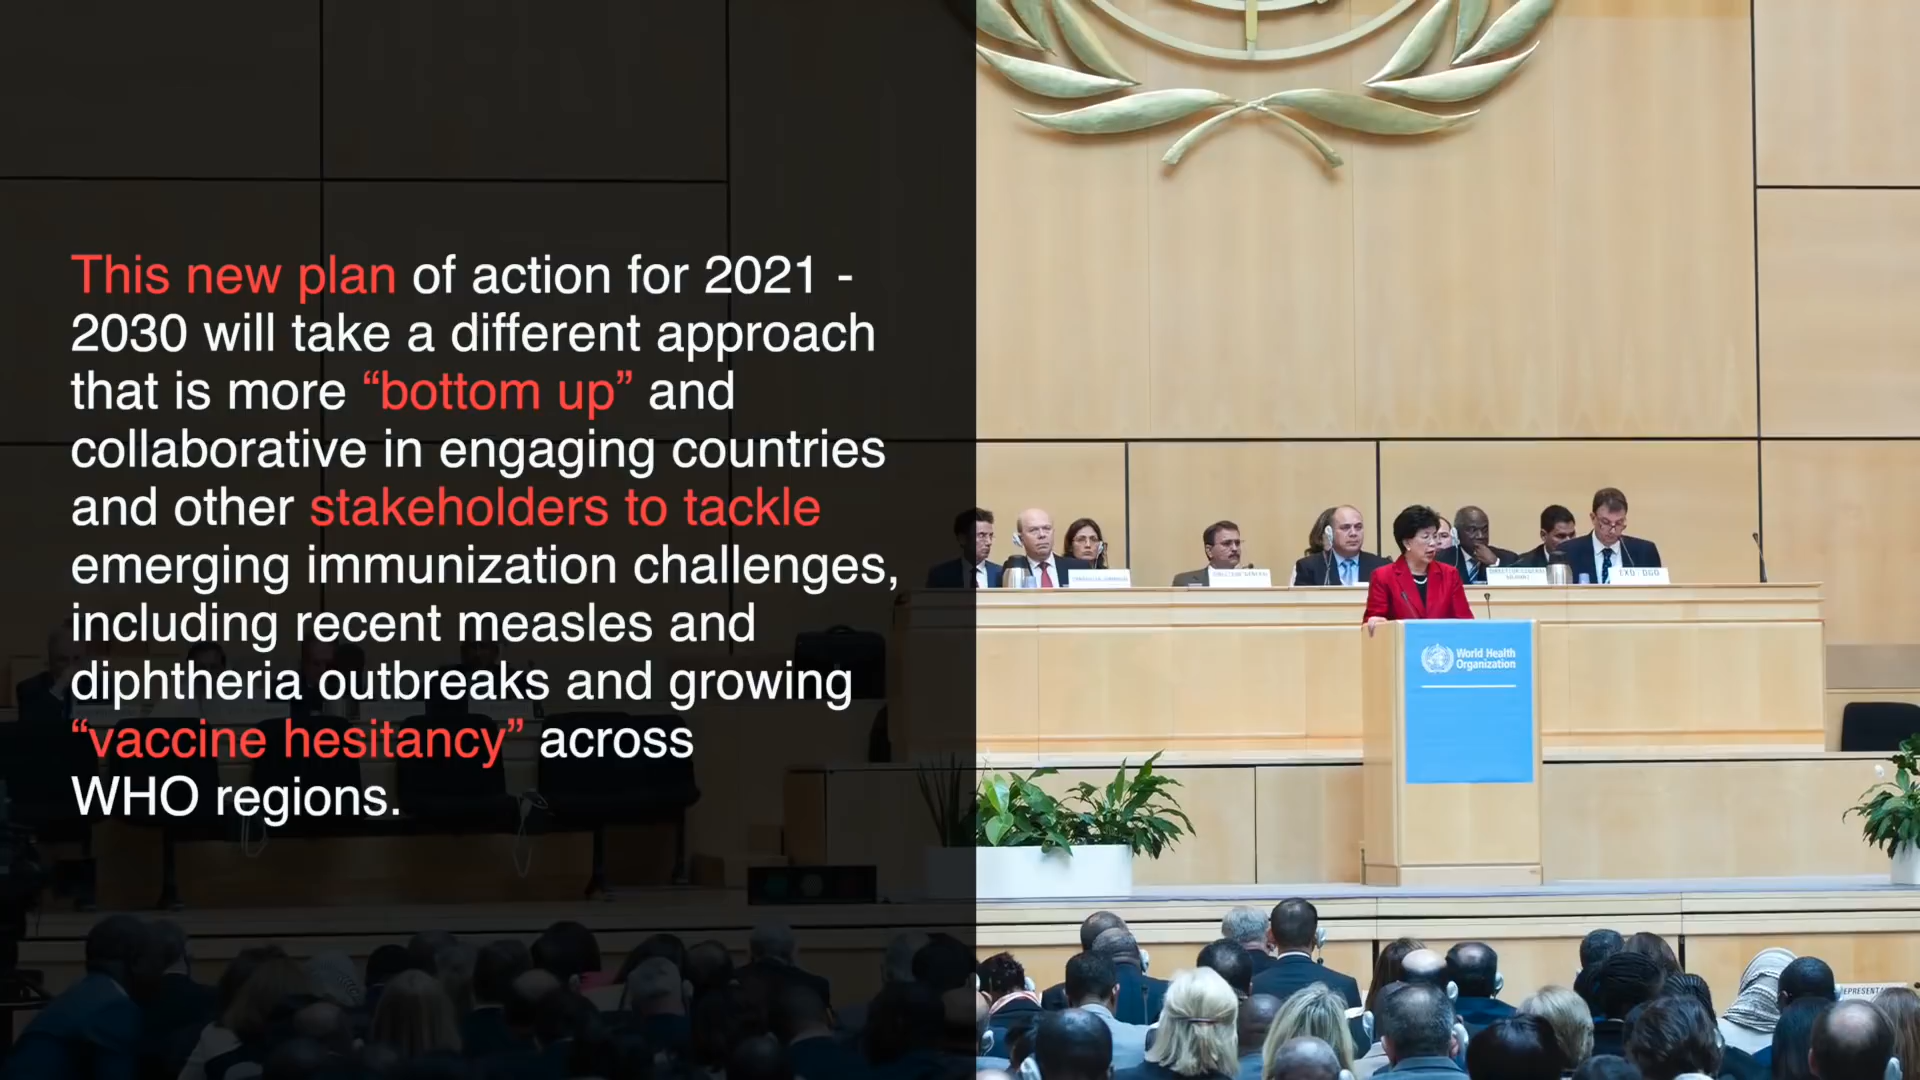 This new plan of action for 2021 -
2030 will take a different approach
that is more “bottom up” and
collaborative in engaging countries
and other stakeholders to tackle
emerging immunization challenges,
including recent measles and
diphtheria outbreaks and growing
“vaccine hesitancy” across
WHO regions.
World Health
Organization